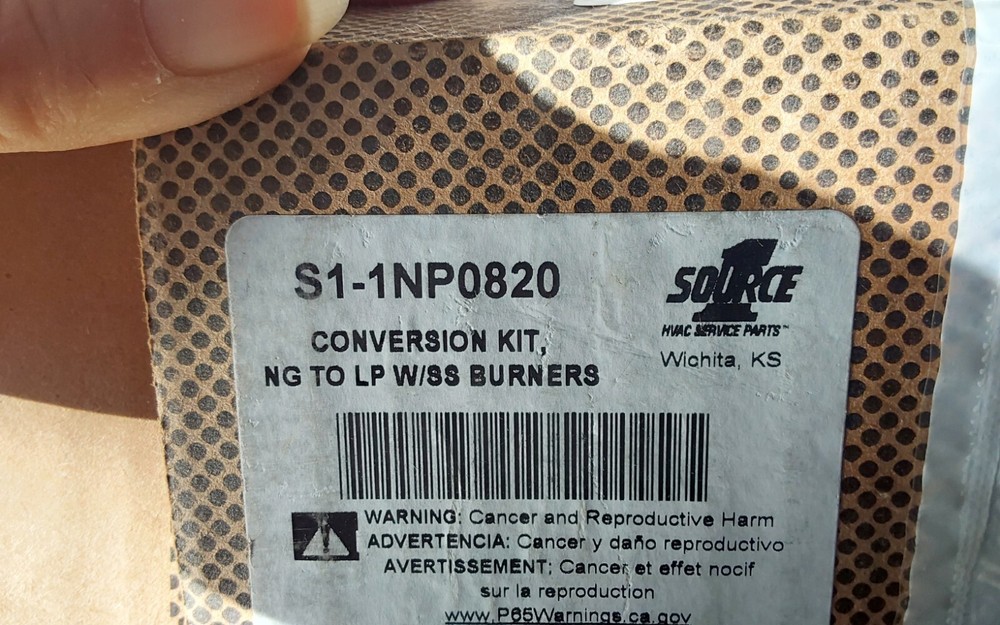 S1-1NP0820
SOURCE 1
HVAC SERVICE PARTS™
Wichita, KS
CONVERSION KIT,
NG TO LP W/SS BURNERS
WARNING: Cancer and Reproductive Harm
ADVERTENCIA: Cancer y daño reproductivo
AVERTISSEMENT: Cancer et effet nocif
sur la reproduction
www.P65Warnings.ca.gov